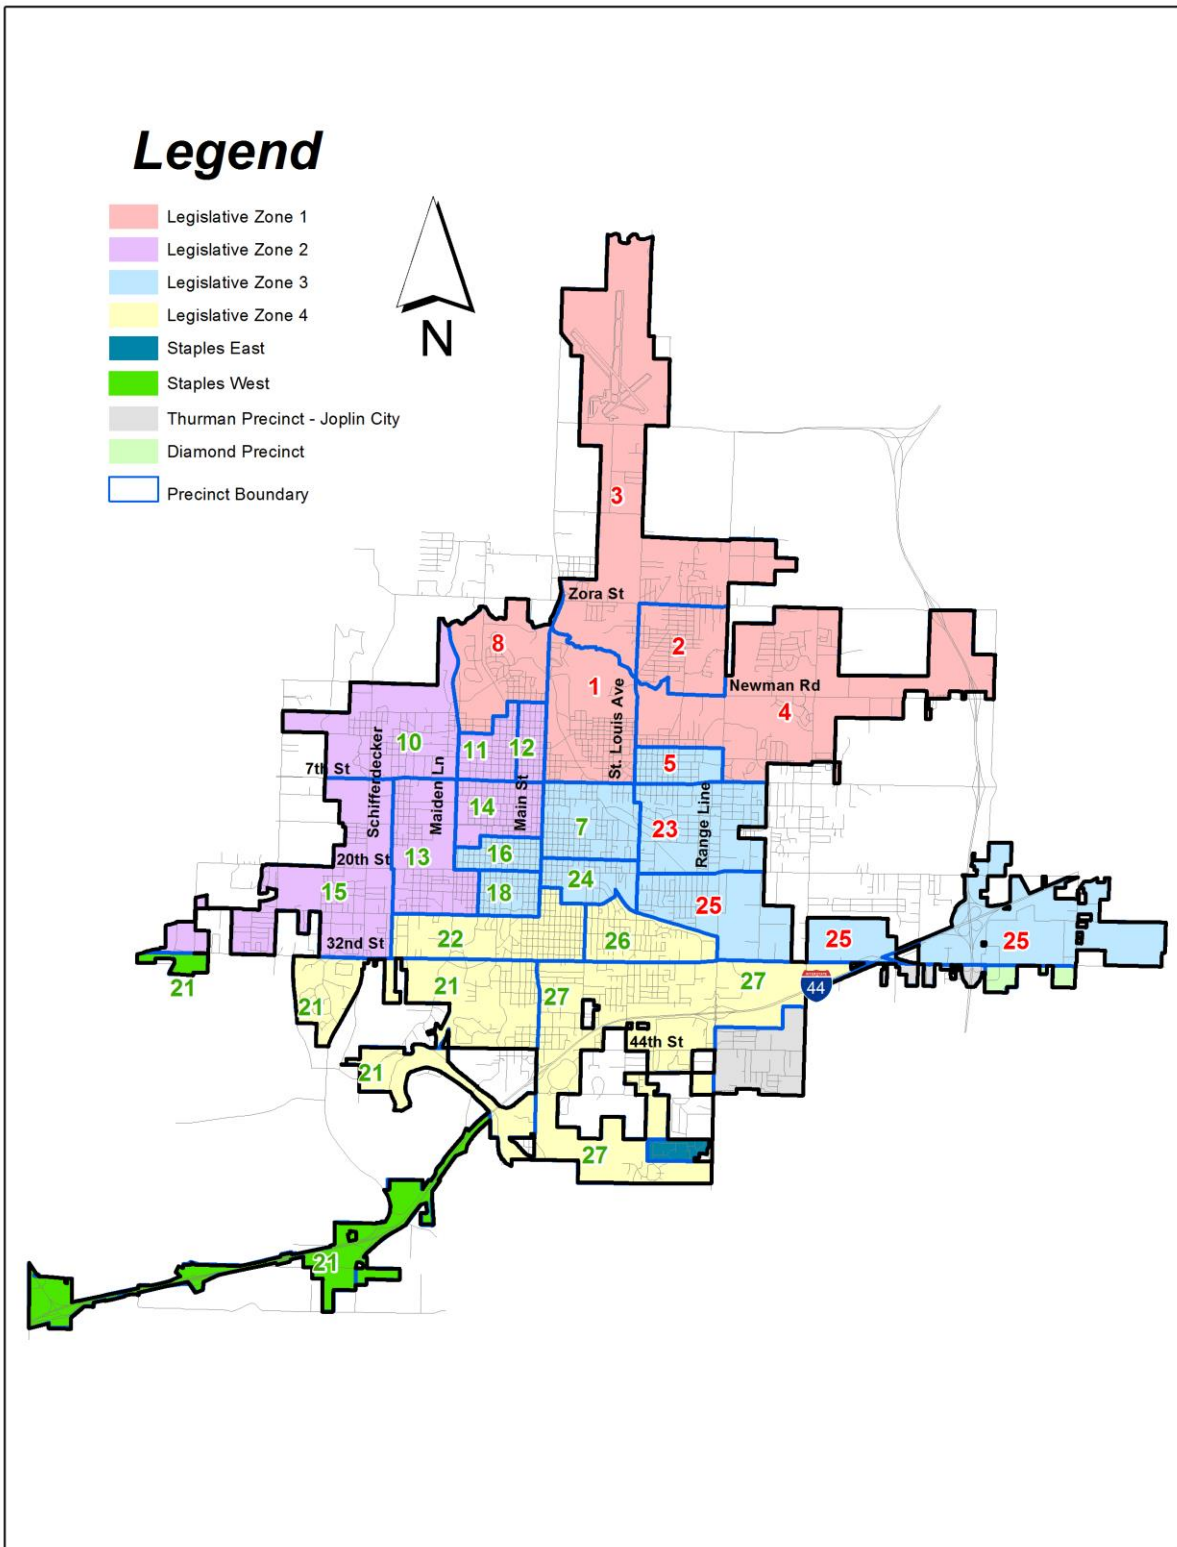 Legend
Legislative Zone 1
Legislative Zone 2
Legislative Zone 3
Legislative Zone 4
Staples East
Staples West
Thurman Precinct - Joplin City
Diamond Precinct
Precinct Boundary
N
3
Zora St
8
2
1
Newman Rd
4
St. Louis Ave
10
11
12
5
7th St
Schifferdecker
Maiden Ln
Main St
Range Line
14
7
23
20th St
13
16
15
18
24
25
32nd St
22
26
25
25
21
21
21
27
27
44
44th St
21
27
21